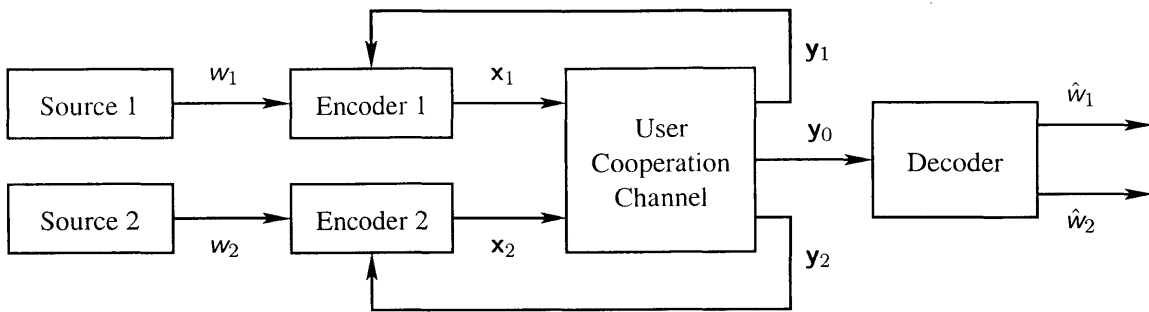 y₁
w₁
x₁
Source 1
Encoder 1
User
Cooperation
Channel
y₀
Decoder
ŵ₁
Source 2
Encoder 2
w₂
x₂
y₂
ŵ₂